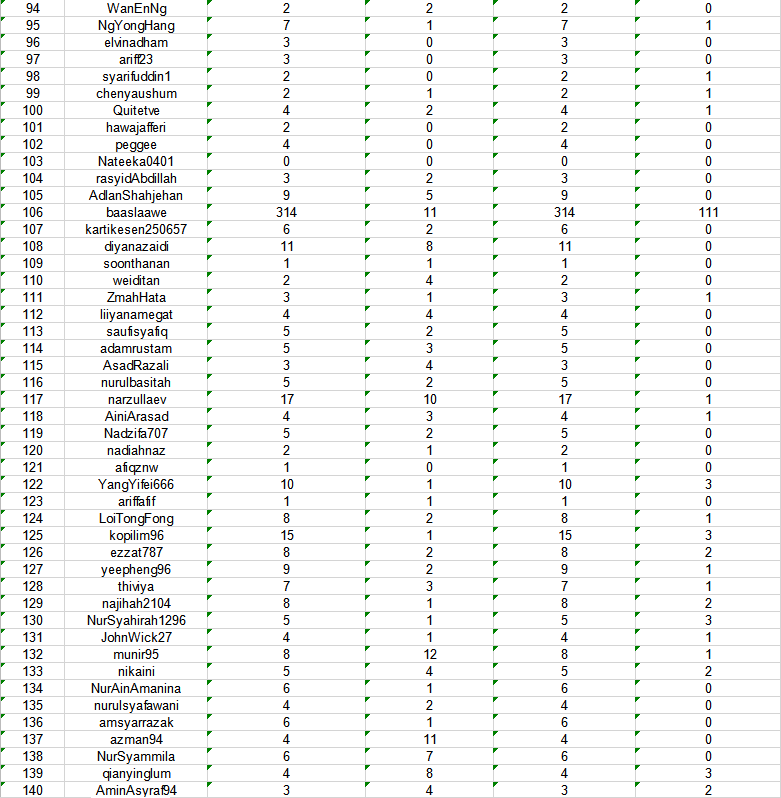 94 WanEnNg 2 2 2 0
95 NgYongHang 7 1 7 1
96 elvinadham 3 0 3 0
97 ariff23 3 0 3 0
98 syarifuddin1 2 0 2 1
99 chenyaushum 2 1 2 1
100 Quitetve 4 2 4 1
101 hawajafferi 2 0 2 0
102 peggee 4 0 4 0
103 Nateeka0401 0 0 0 0
104 rasyidAbdillah 3 2 3 0
105 AdlanShahjehan 9 5 9 0
106 baaslaawe 314 11 314 111
107 kartikesen250657 6 2 6 0
108 diyanazaidi 11 8 11 0
109 soonthanan 1 1 1 0
110 weiditan 2 4 2 0
111 ZmahHata 3 1 3 1
112 liiyanamegat 4 4 4 0
113 saufisyafiq 5 2 5 0
114 adamrustam 5 3 5 0
115 AsadRazali 3 4 3 0
116 nurulbasitah 5 2 5 0
117 narzullaev 17 10 17 1
118 AiniArasad 4 3 4 1
119 Nadzifa707 5 2 5 0
120 nadiahnaz 2 1 2 0
121 afiqznw 1 0 1 0
122 YangYifei666 10 1 10 3
123 ariffafif 1 1 1 0
124 LoiTongFong 8 2 8 1
125 kopilim96 15 1 15 3
126 ezzat787 8 2 8 2
127 yeepheng96 9 2 9 1
128 thiviya 7 3 7 1
129 najihah2104 8 1 8 2
130 NurSyahirah1296 5 1 5 3
131 JohnWick27 4 1 4 1
132 munir95 8 12 8 1
133 nikaini 5 4 5 2
134 NurAinAmanina 6 1 6 0
135 nurulsyafawani 4 2 4 0
136 amsyarrazak 6 1 6 0
137 azman94 4 11 4 0
138 NurSyammila 6 7 6 0
139 qianyinglum 4 8 4 3
140 AminAsyraf94 3 4 3 2